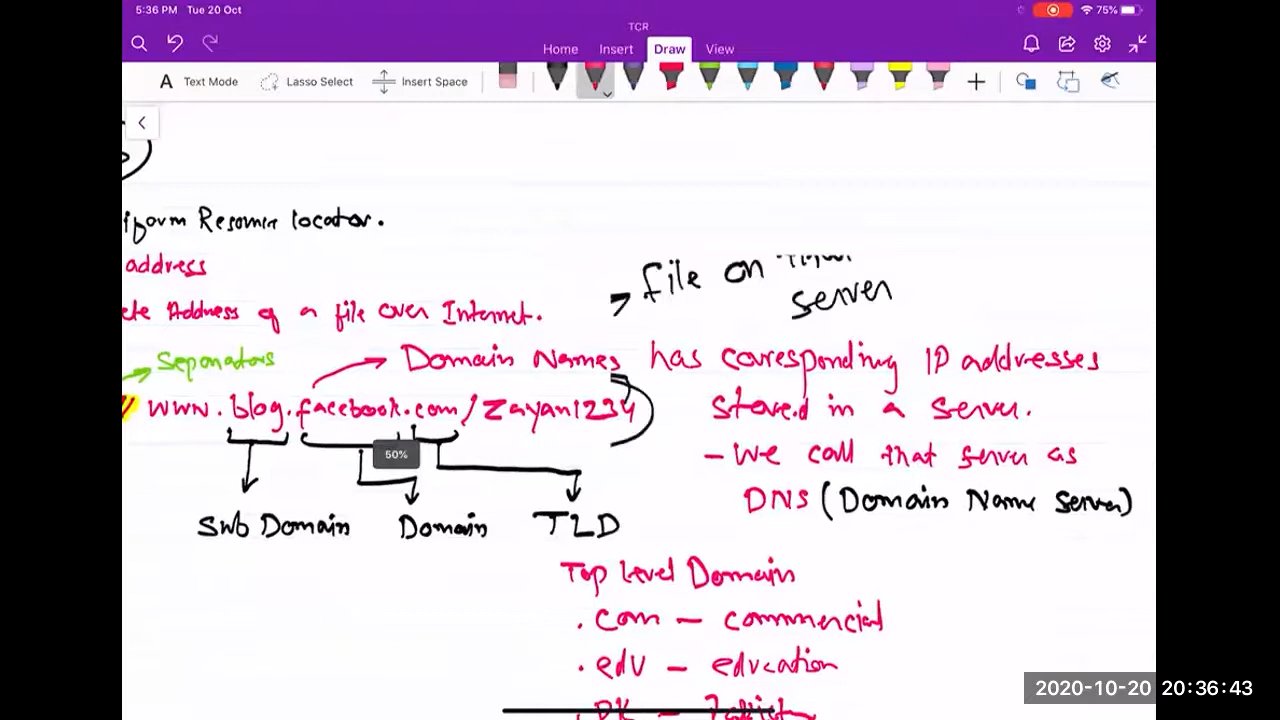 5:36 PM Tue 20 Oct
75%
TCR
Home Insert Draw View
Text Mode Lasso Select Insert Space
iform Resource locator.
address
ete Address of a file over Internet.
file on
server
Separators
Domain Names has coresponding IP addresses
www.blog.facebook.com/Zayan1234
stored in a server.
50%
- We call that server as
DNS (Domain Name Server)
Sub Domain Domain TLD
Top Level Domain
.com - commercial
.edu - education
2020-10-20 20:36:43